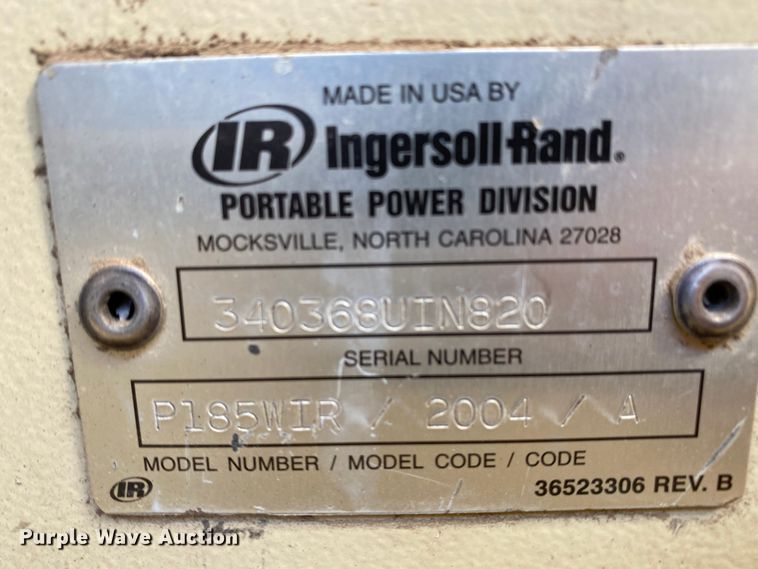 MADE IN USA BY
IR Ingersoll-Rand®
PORTABLE POWER DIVISION
MOCKSVILLE, NORTH CAROLINA 27028
340368UIN820
SERIAL NUMBER
P185WIR / 2004 / A
MODEL NUMBER / MODEL CODE / CODE
IR 36523306 REV. B
Purple Wave Auction